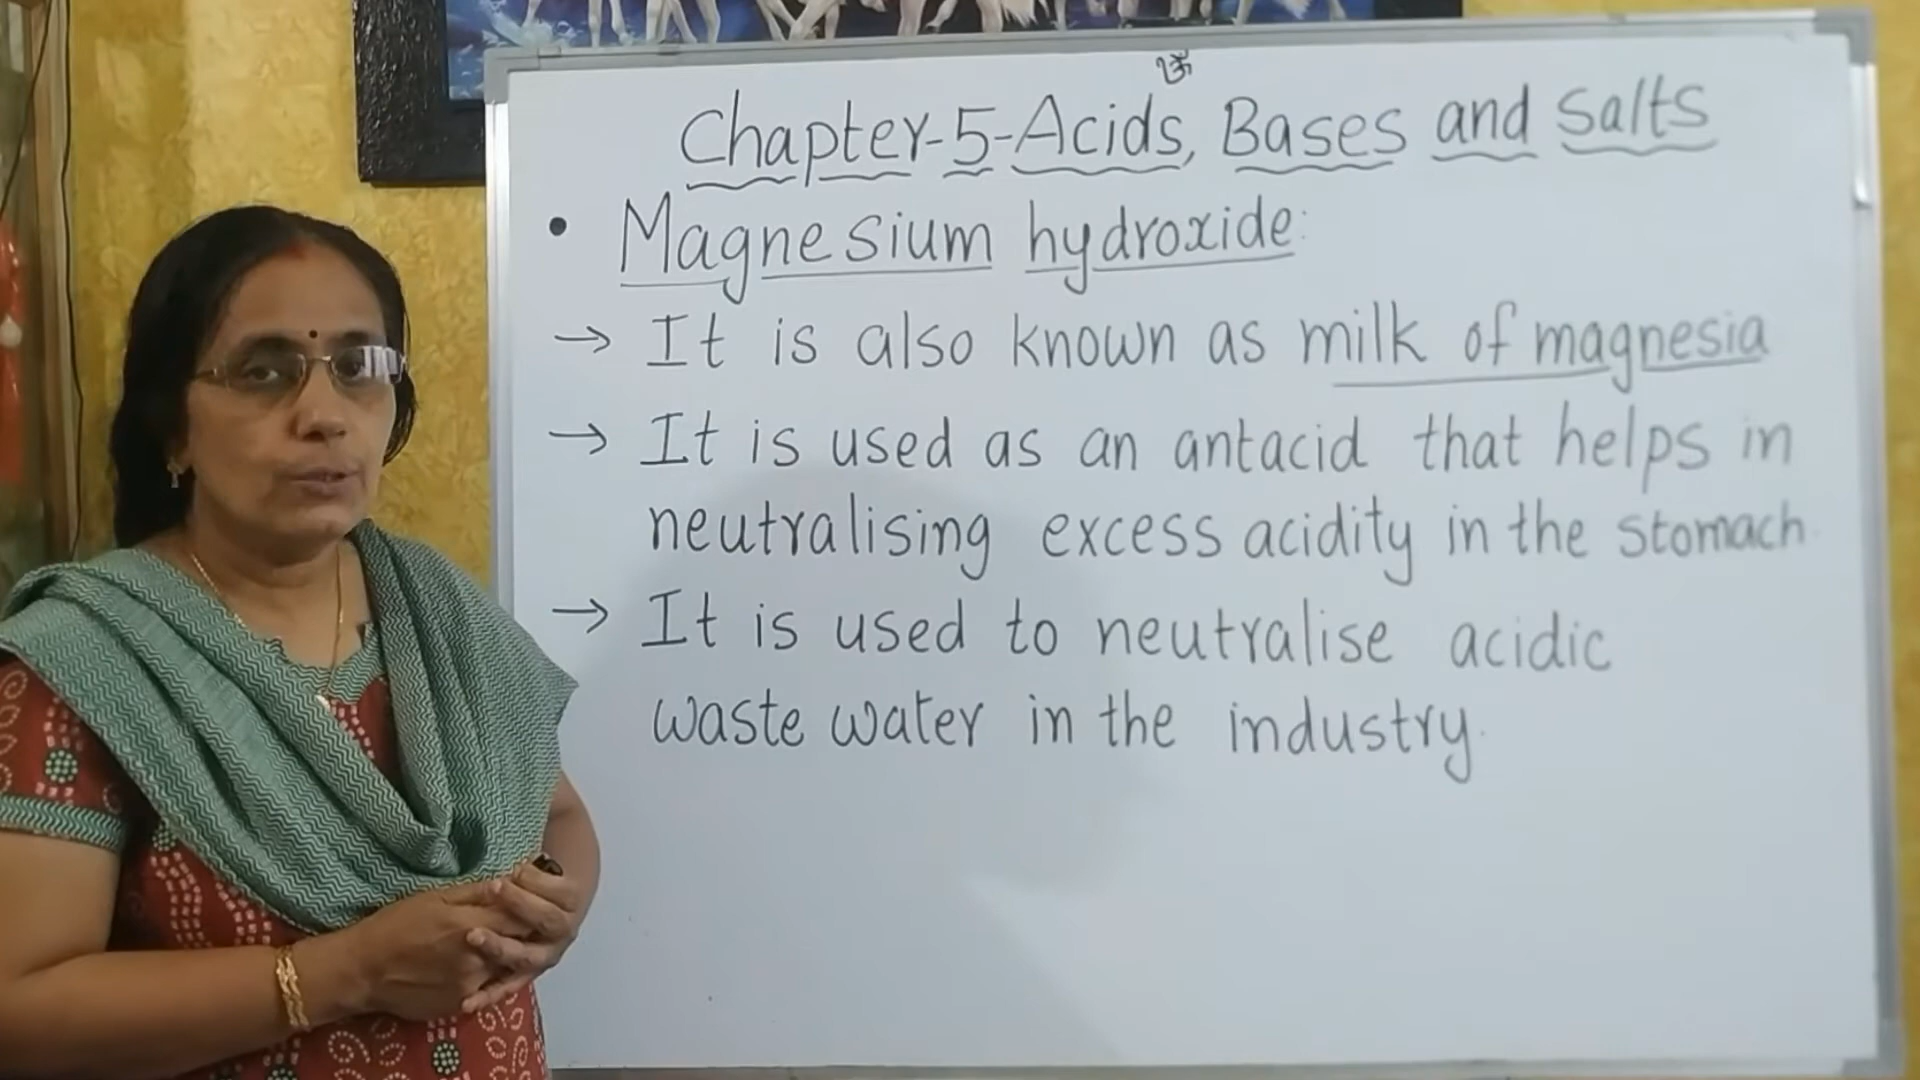 ॐ
Chapter-5-Acids, Bases and Salts
• Magnesium hydroxide:
→ It is also known as milk of magnesia
→ It is used as an antacid that helps in
neutralising excess acidity in the stomach.
→ It is used to neutralise acidic
waste water in the industry.